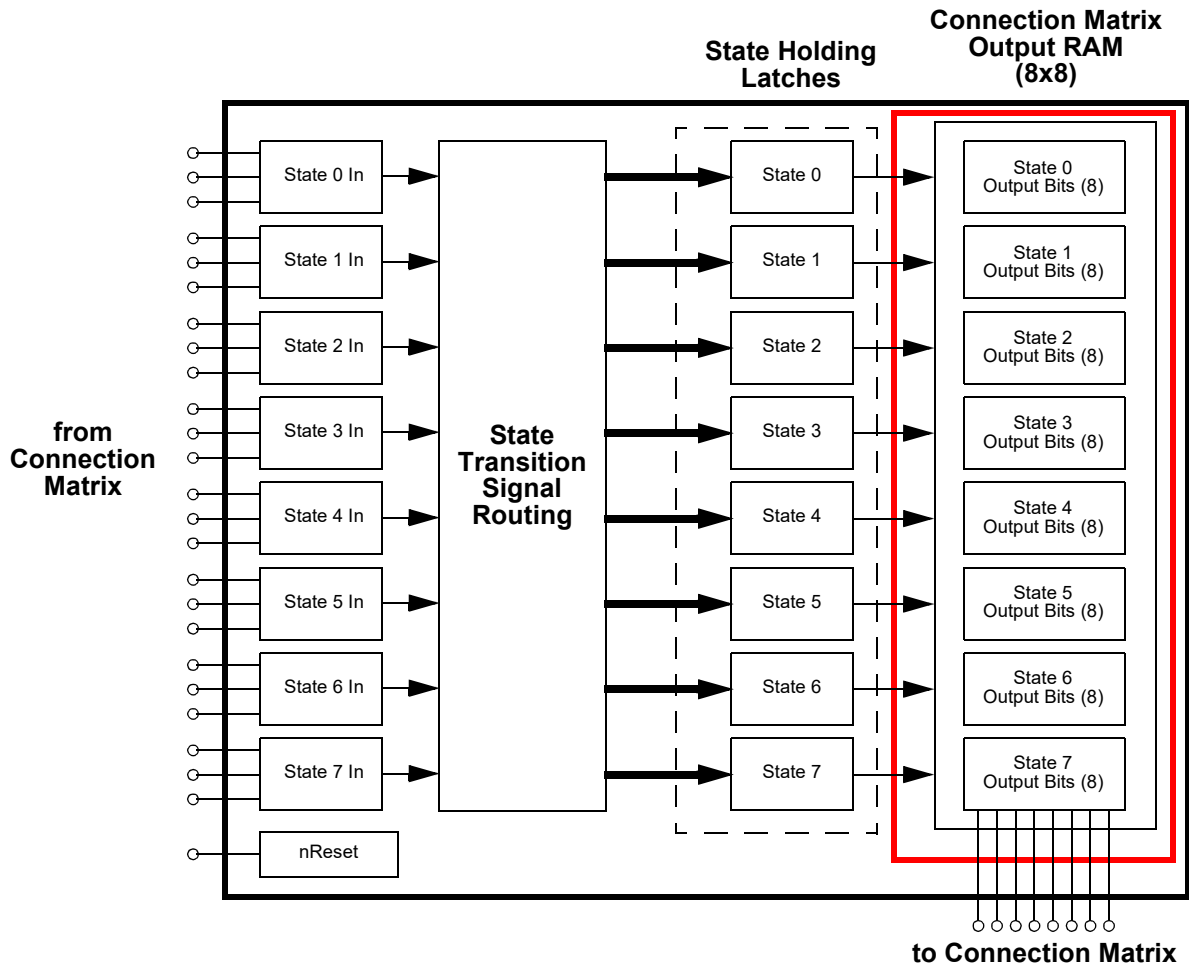 Connection Matrix
Output RAM
(8x8)
State Holding
Latches
from
Connection
Matrix
State 0 In
State 1 In
State 2 In
State 3 In
State 4 In
State 5 In
State 6 In
State 7 In
nReset
State
Transition
Signal
Routing
State 0
State 1
State 2
State 3
State 4
State 5
State 6
State 7
State 0
Output Bits (8)
State 1
Output Bits (8)
State 2
Output Bits (8)
State 3
Output Bits (8)
State 4
Output Bits (8)
State 5
Output Bits (8)
State 6
Output Bits (8)
State 7
Output Bits (8)
to Connection Matrix